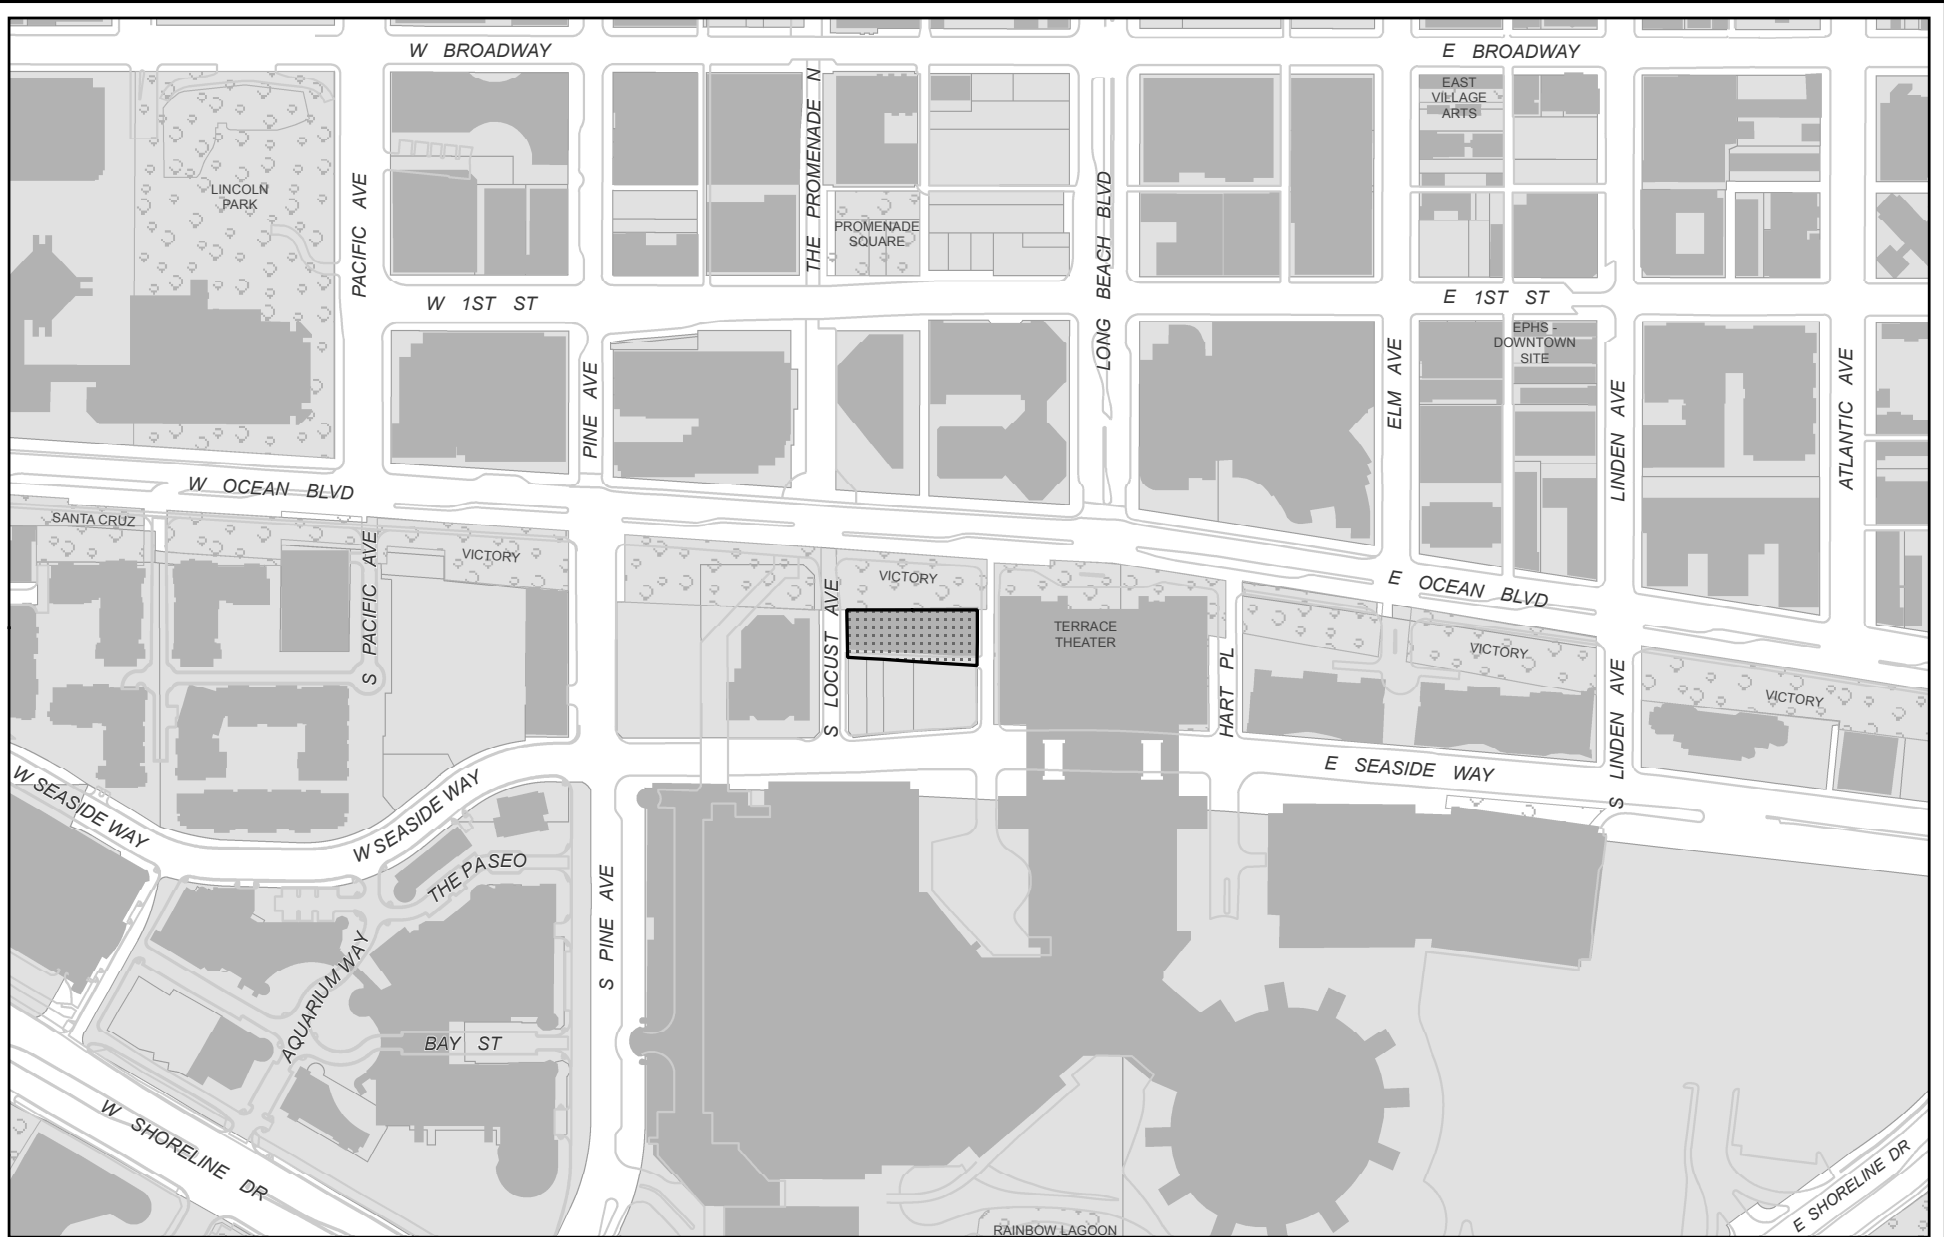 W BROADWAY
E BROADWAY
EAST
VILLAGE
ARTS
THE PROMENADE N
LINCOLN
PARK
PACIFIC AVE
PROMENADE
SQUARE
LONG BEACH BLVD
W 1ST ST
E 1ST ST
EPHS -
DOWNTOWN
SITE
PINE AVE
ELM AVE
LINDEN AVE
ATLANTIC AVE
W OCEAN BLVD
SANTA CRUZ
S PACIFIC AVE
VICTORY
S LOCUST AVE
VICTORY
E OCEAN BLVD
TERRACE
THEATER
HART PL
VICTORY
S LINDEN AVE
VICTORY
W SEASIDE WAY
W SEASIDE WAY
E SEASIDE WAY
THE PASEO
S PINE AVE
AQUARIUM WAY
BAY ST
W SHORELINE DR
E SHORELINE DR
RAINBOW LAGOON